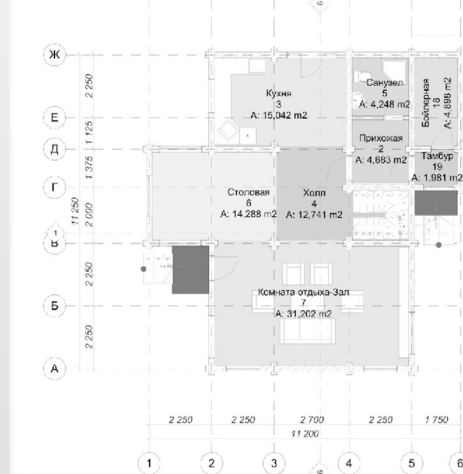 Ж
Е
Д
Г
1
В
Б
А
2 250
1 125
1 375
2 000
2 250
2 250
11 250
Кухня
3
A: 15,042 m2
Санузел
5
A: 4,248 m2
Бойлерная
18
A: 4,898 m2
Прихожая
2
A: 4,683 m2
Тамбур
19
A: 1,981 m2
Столовая
6
A: 14,288 m2
Холл
4
A: 12,741 m2
Комната отдыха-Зал
7
A: 31,202 m2
2 250
2 250
2 700
2 250
1 750
11 200
1
2
3
4
5
6